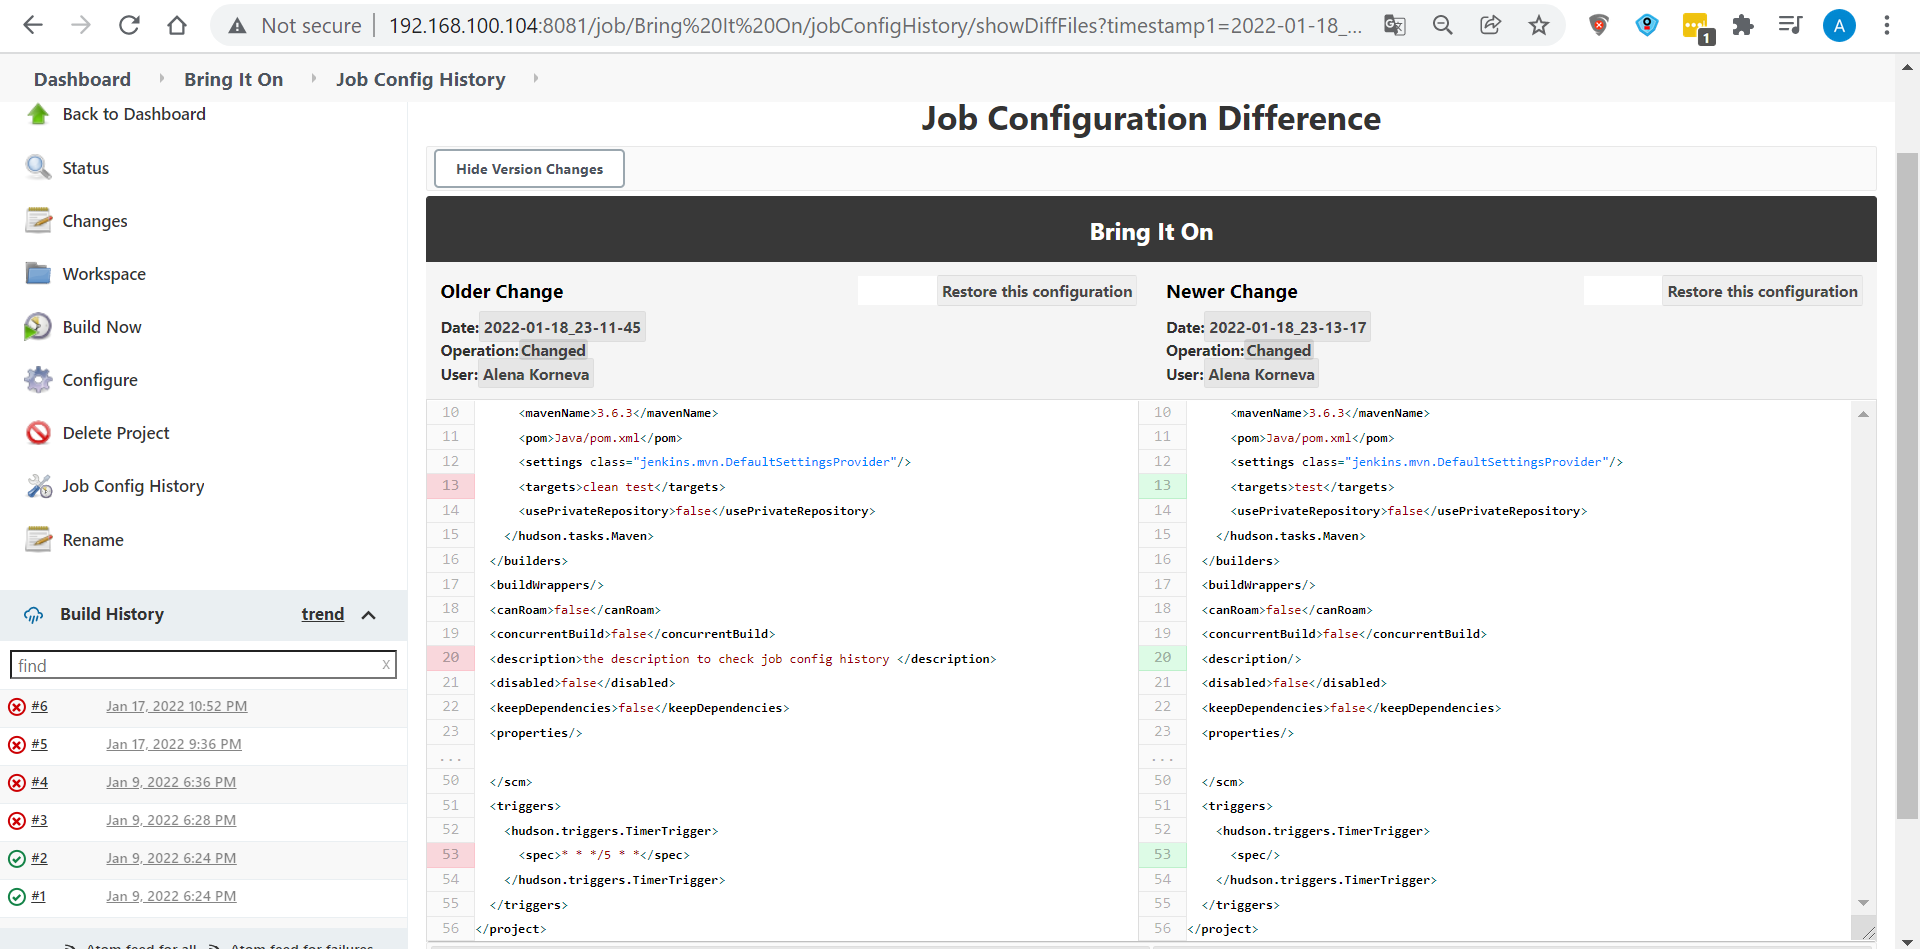 Not secure 192.168.100.104:8081/job/Bring%20It%20On/jobConfigHistory/showDiffFiles?timestamp1=2022-01-18_...
1
A
Dashboard Bring It On Job Config History
Back to Dashboard
Status
Changes
Workspace
Build Now
Configure
Delete Project
Job Config History
Rename
Build History trend
find x
#6 Jan 17, 2022 10:52 PM
#5 Jan 17, 2022 9:36 PM
#4 Jan 9, 2022 6:36 PM
#3 Jan 9, 2022 6:28 PM
#2 Jan 9, 2022 6:24 PM
#1 Jan 9, 2022 6:24 PM
Atom feed for all Atom feed for failures
Job Configuration Difference
Hide Version Changes
Bring It On
Older Change Restore this configuration
Date: 2022-01-18_23-11-45
Operation: Changed
User: Alena Korneva
10 <mavenName>3.6.3</mavenName>
11 <pom>Java/pom.xml</pom>
12 <settings class="jenkins.mvn.DefaultSettingsProvider"/>
13 <targets>clean test</targets>
14 <usePrivateRepository>false</usePrivateRepository>
15 </hudson.tasks.Maven>
16 </builders>
17 <buildWrappers/>
18 <canRoam>false</canRoam>
19 <concurrentBuild>false</concurrentBuild>
20 <description>the description to check job config history </description>
21 <disabled>false</disabled>
22 <keepDependencies>false</keepDependencies>
23 <properties/>
...
50 </scm>
51 <triggers>
52 <hudson.triggers.TimerTrigger>
53 <spec>* * */5 * *</spec>
54 </hudson.triggers.TimerTrigger>
55 </triggers>
56 </project>
Newer Change Restore this configuration
Date: 2022-01-18_23-13-17
Operation: Changed
User: Alena Korneva
10 <mavenName>3.6.3</mavenName>
11 <pom>Java/pom.xml</pom>
12 <settings class="jenkins.mvn.DefaultSettingsProvider"/>
13 <targets>test</targets>
14 <usePrivateRepository>false</usePrivateRepository>
15 </hudson.tasks.Maven>
16 </builders>
17 <buildWrappers/>
18 <canRoam>false</canRoam>
19 <concurrentBuild>false</concurrentBuild>
20 <description/>
21 <disabled>false</disabled>
22 <keepDependencies>false</keepDependencies>
23 <properties/>
...
50 </scm>
51 <triggers>
52 <hudson.triggers.TimerTrigger>
53 <spec/>
54 </hudson.triggers.TimerTrigger>
55 </triggers>
56 </project>